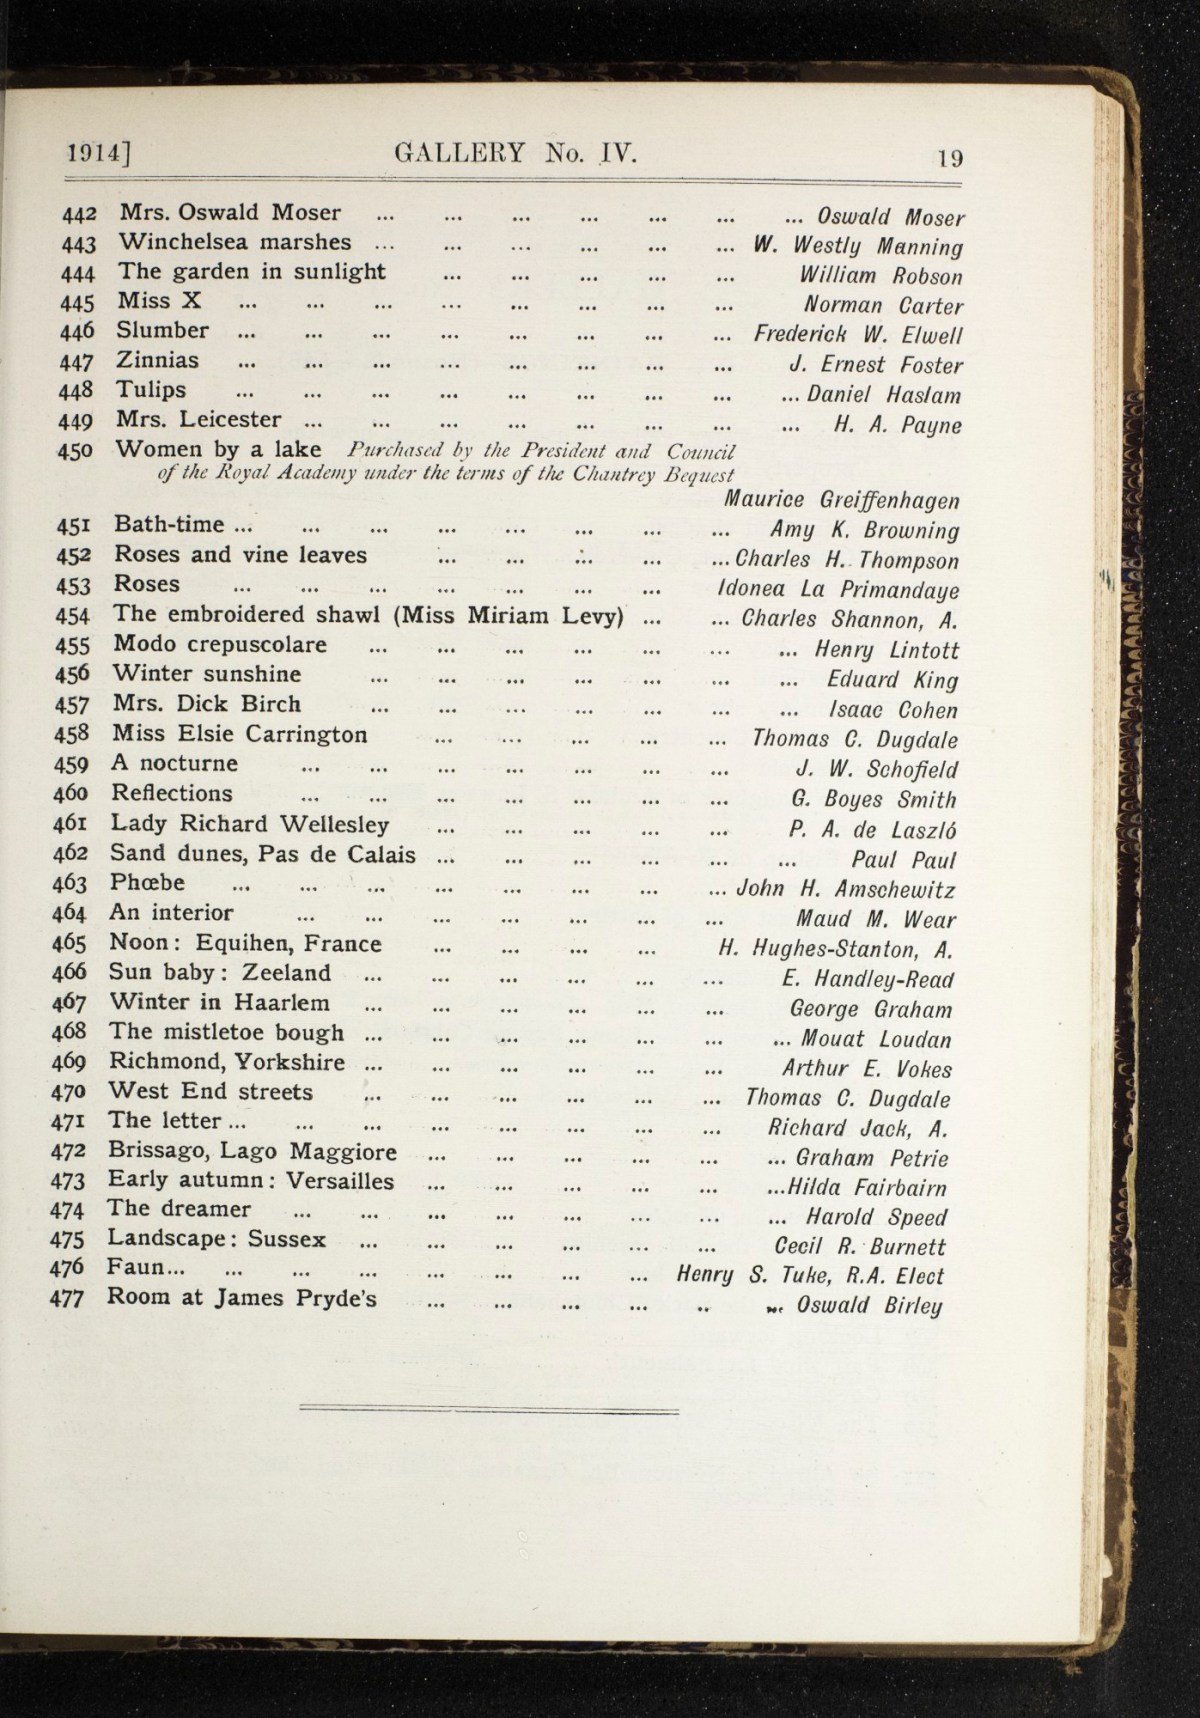 1914] GALLERY No. IV. 19
442 Mrs. Oswald Moser ... ... ... ... ... ... ... Oswald Moser
443 Winchelsea marshes ... ... ... ... ... ... W. Westly Manning
444 The garden in sunlight ... ... ... ... ... William Robson
445 Miss X ... ... ... ... ... ... ... ... Norman Carter
446 Slumber ... ... ... ... ... ... ... ... Frederick W. Elwell
447 Zinnias ... ... ... ... ... ... ... ... J. Ernest Foster
448 Tulips ... ... ... ... ... ... ... ... ... Daniel Haslam
449 Mrs. Leicester ... ... ... ... ... ... ... ... H. A. Payne
450 Women by a lake Purchased by the President and Council
of the Royal Academy under the terms of the Chantrey Bequest
Maurice Greiffenhagen
451 Bath-time ... ... ... ... ... ... ... ... Amy K. Browning
452 Roses and vine leaves ... ... ... ... ... Charles H. Thompson
453 Roses ... ... ... ... ... ... ... Idonea La Primandaye
454 The embroidered shawl (Miss Miriam Levy) ... ... Charles Shannon, A.
455 Modo crepuscolare ... ... ... ... ... ... ... Henry Lintott
456 Winter sunshine ... ... ... ... ... ... ... Eduard King
457 Mrs. Dick Birch ... ... ... ... ... ... ... Isaac Cohen
458 Miss Elsie Carrington ... ... ... ... ... Thomas C. Dugdale
459 A nocturne ... ... ... ... ... ... ... J. W. Schofield
460 Reflections ... ... ... ... ... ... ... G. Boyes Smith
461 Lady Richard Wellesley ... ... ... ... ... P. A. de Laszló
462 Sand dunes, Pas de Calais ... ... ... ... ... ... Paul Paul
463 Phœbe ... ... ... ... ... ... ... ... John H. Amschewitz
464 An interior ... ... ... ... ... ... ... Maud M. Wear
465 Noon: Equihen, France ... ... ... ... H. Hughes-Stanton, A.
466 Sun baby: Zeeland ... ... ... ... ... ... E. Handley-Read
467 Winter in Haarlem ... ... ... ... ... ... George Graham
468 The mistletoe bough ... ... ... ... ... ... ... Mouat Loudan
469 Richmond, Yorkshire ... ... ... ... ... ... Arthur E. Vokes
470 West End streets ... ... ... ... ... ... Thomas C. Dugdale
471 The letter ... ... ... ... ... ... ... ... Richard Jack, A.
472 Brissago, Lago Maggiore ... ... ... ... ... ... Graham Petrie
473 Early autumn: Versailles ... ... ... ... ... ...Hilda Fairbairn
474 The dreamer ... ... ... ... ... ... ... ... Harold Speed
475 Landscape: Sussex ... ... ... ... ... ... Cecil R. Burnett
476 Faun... ... ... ... ... ... ... ... Henry S. Tuke, R.A. Elect
477 Room at James Pryde's ... ... ... ... .. ... Oswald Birley